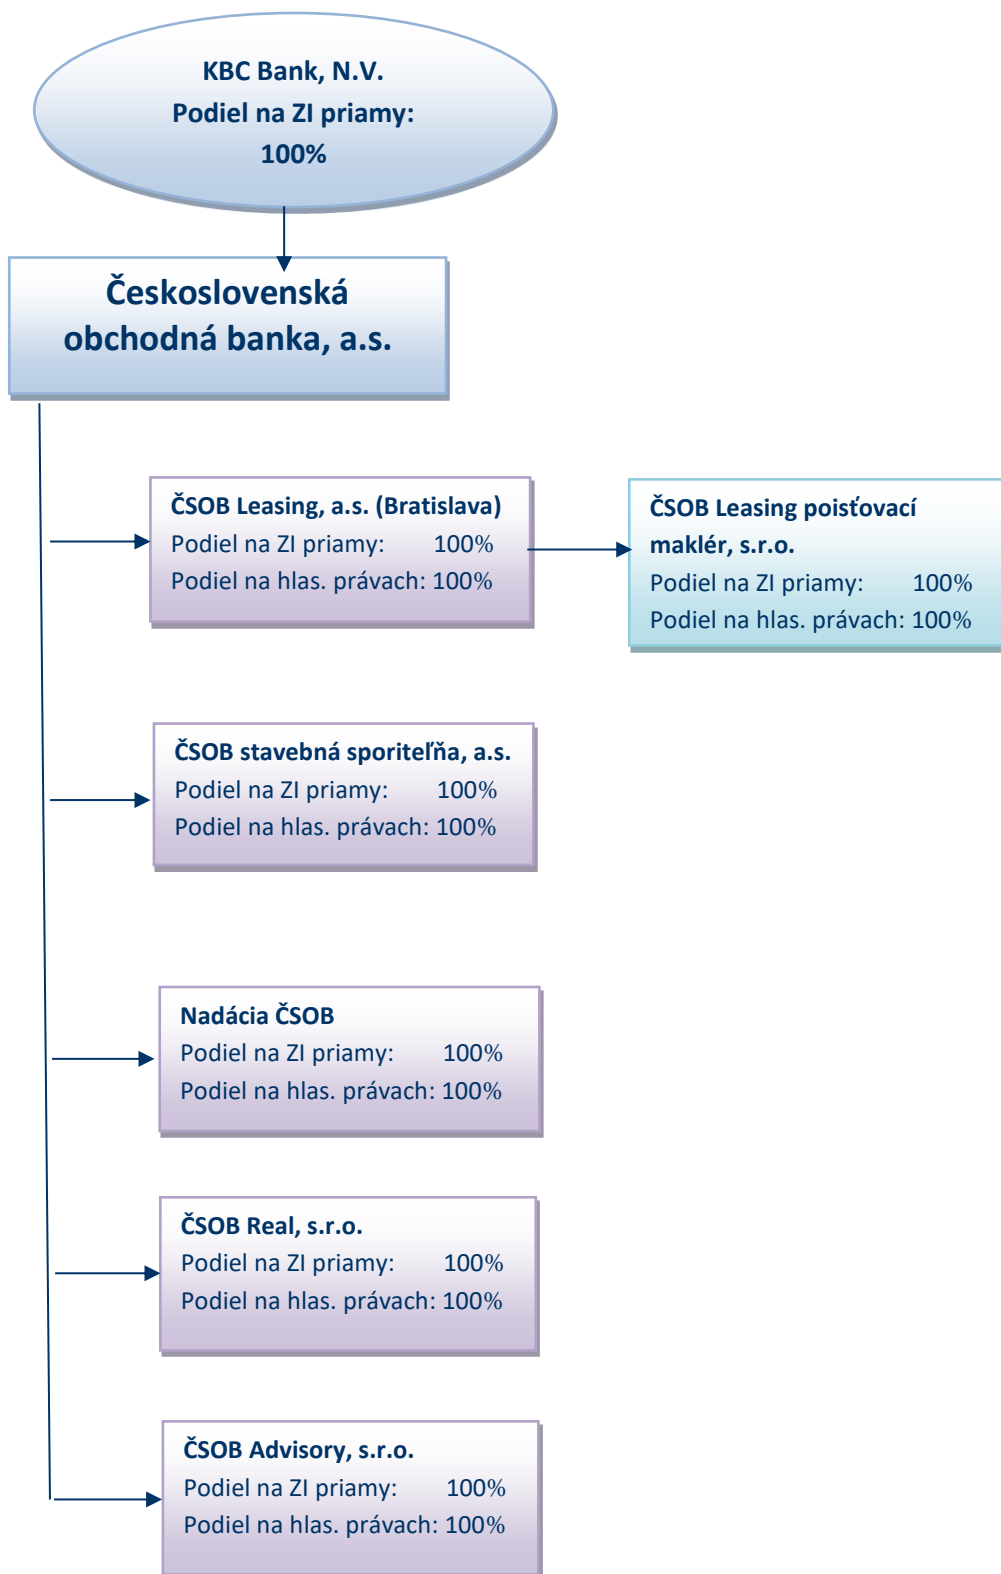 KBC Bank, N.V.
Podiel na ZI priamy:
100%
Československá
obchodná banka, a.s.
ČSOB Leasing, a.s. (Bratislava)
Podiel na ZI priamy: 100%
Podiel na hlas. právach: 100%
ČSOB Leasing poisťovací
maklér, s.r.o.
Podiel na ZI priamy: 100%
Podiel na hlas. právach: 100%
ČSOB stavebná sporiteľňa, a.s.
Podiel na ZI priamy: 100%
Podiel na hlas. právach: 100%
Nadácia ČSOB
Podiel na ZI priamy: 100%
Podiel na hlas. právach: 100%
ČSOB Real, s.r.o.
Podiel na ZI priamy: 100%
Podiel na hlas. právach: 100%
ČSOB Advisory, s.r.o.
Podiel na ZI priamy: 100%
Podiel na hlas. právach: 100%